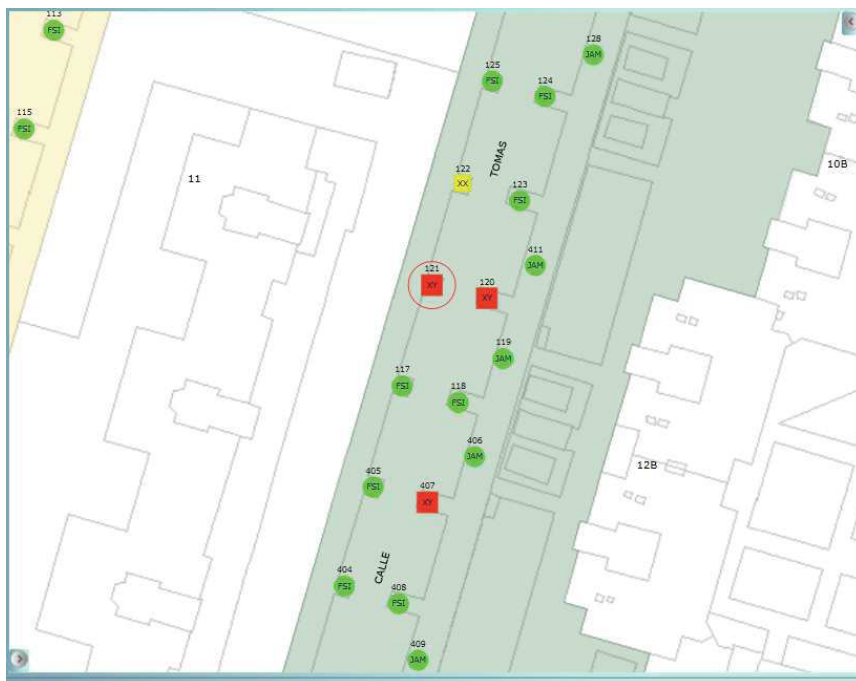 113
FSI
128
JAM
125
FSI
124
FSI
115
FSI
TOMAS
10B
122
XX
11
123
FSI
411
JAM
121
XY
120
XY
119
JAM
117
FSI
118
FSI
406
JAM
12B
405
FSI
407
XY
CALLE
404
FSI
408
FSI
409
JAM